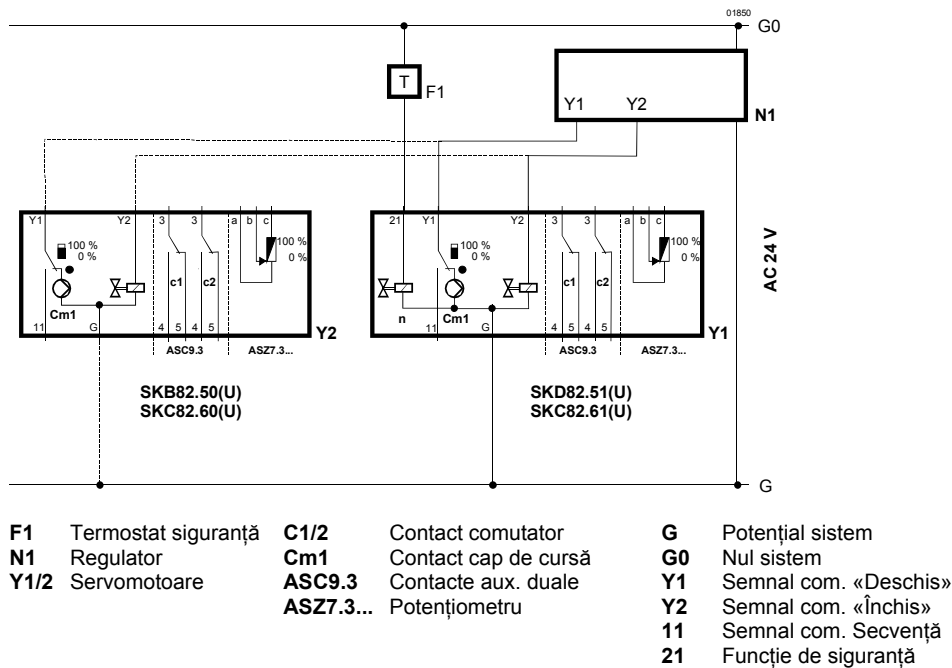 01850
G0
T
F1
Y1 Y2
N1
Y1 Y2 3 3 a b c
100 %
0 %
100 %
0 %
c1 c2
Cm1
11 G 4 5 4 5
Y2
ASC9.3 ASZ7.3...
21 Y1 Y2 3 3 a b c
100 %
0 %
100 %
0 %
c1 c2
n Cm1
11 G 4 5 4 5
Y1
ASC9.3 ASZ7.3...
AC 24 V
SKB82.50(U)
SKC82.60(U)
SKD82.51(U)
SKC82.61(U)
G
F1 Termostat siguranță
N1 Regulator
Y1/2 Servomotoare
C1/2 Contact comutator
Cm1 Contact cap de cursă
ASC9.3 Contacte aux. duale
ASZ7.3... Potențiometru
G Potențial sistem
G0 Nul sistem
Y1 Semnal com. «Deschis»
Y2 Semnal com. «Închis»
11 Semnal com. Secvență
21 Funcție de siguranță